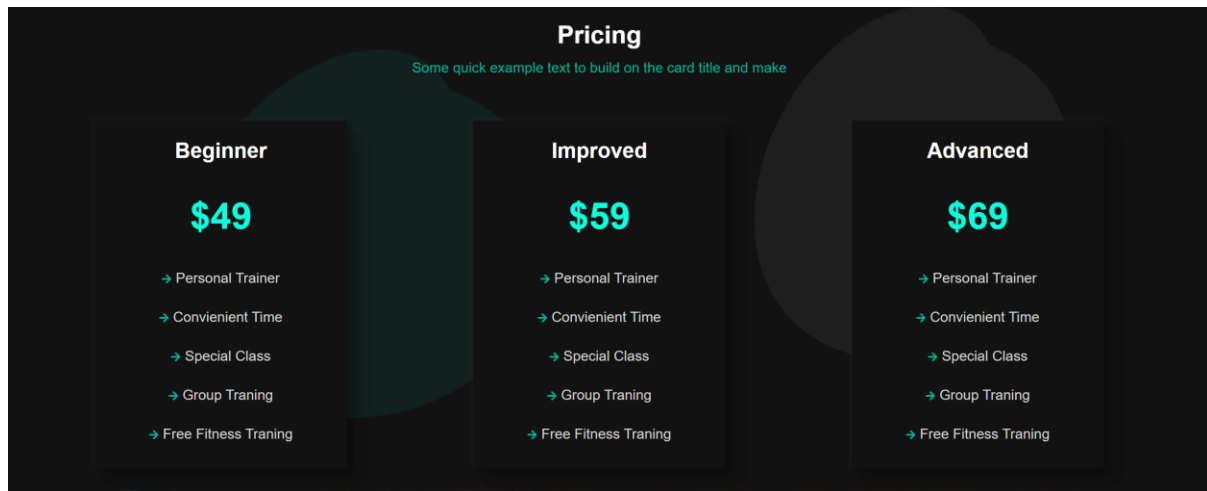 Pricing
Some quick example text to build on the card title and make
Beginner
$49
→ Personal Trainer
→ Convienient Time
→ Special Class
→ Group Traning
→ Free Fitness Traning
Improved
$59
→ Personal Trainer
→ Convienient Time
→ Special Class
→ Group Traning
→ Free Fitness Traning
Advanced
$69
→ Personal Trainer
→ Convienient Time
→ Special Class
→ Group Traning
→ Free Fitness Traning